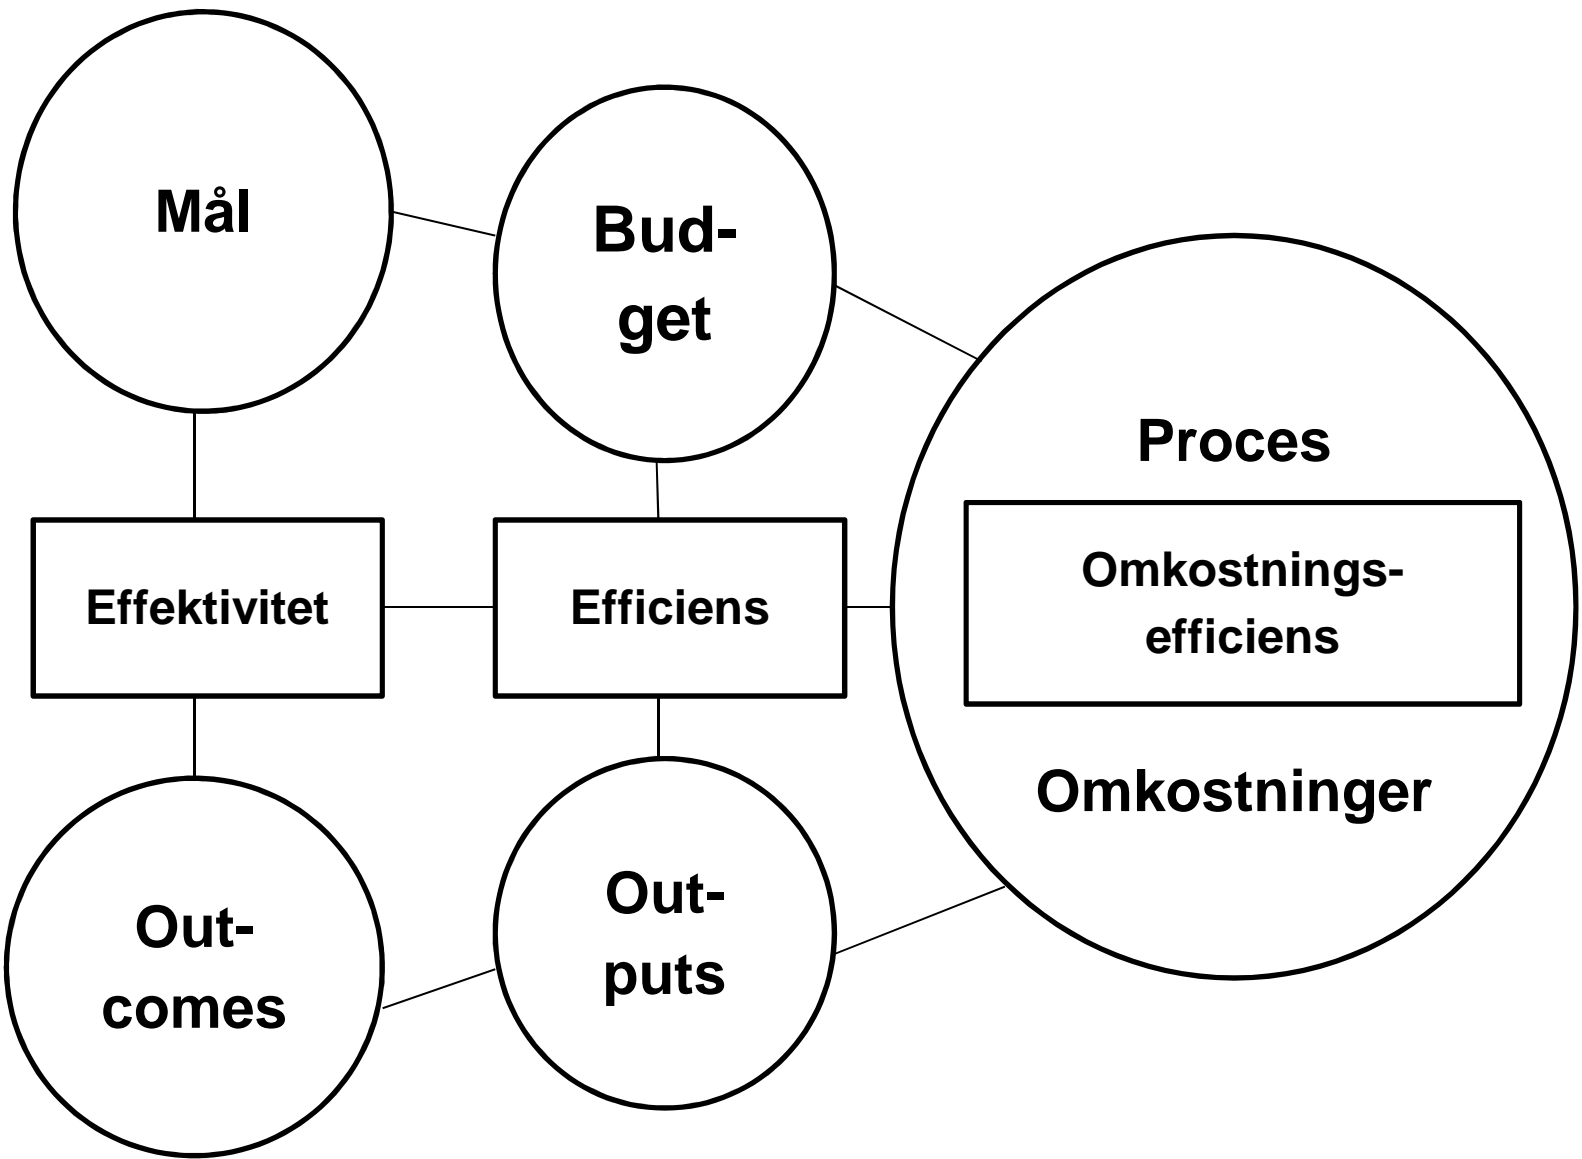 Mål
Bud-
get
Proces
Omkostnings-
efficiens
Omkostninger
Effektivitet
Efficiens
Out-
comes
Out-
puts